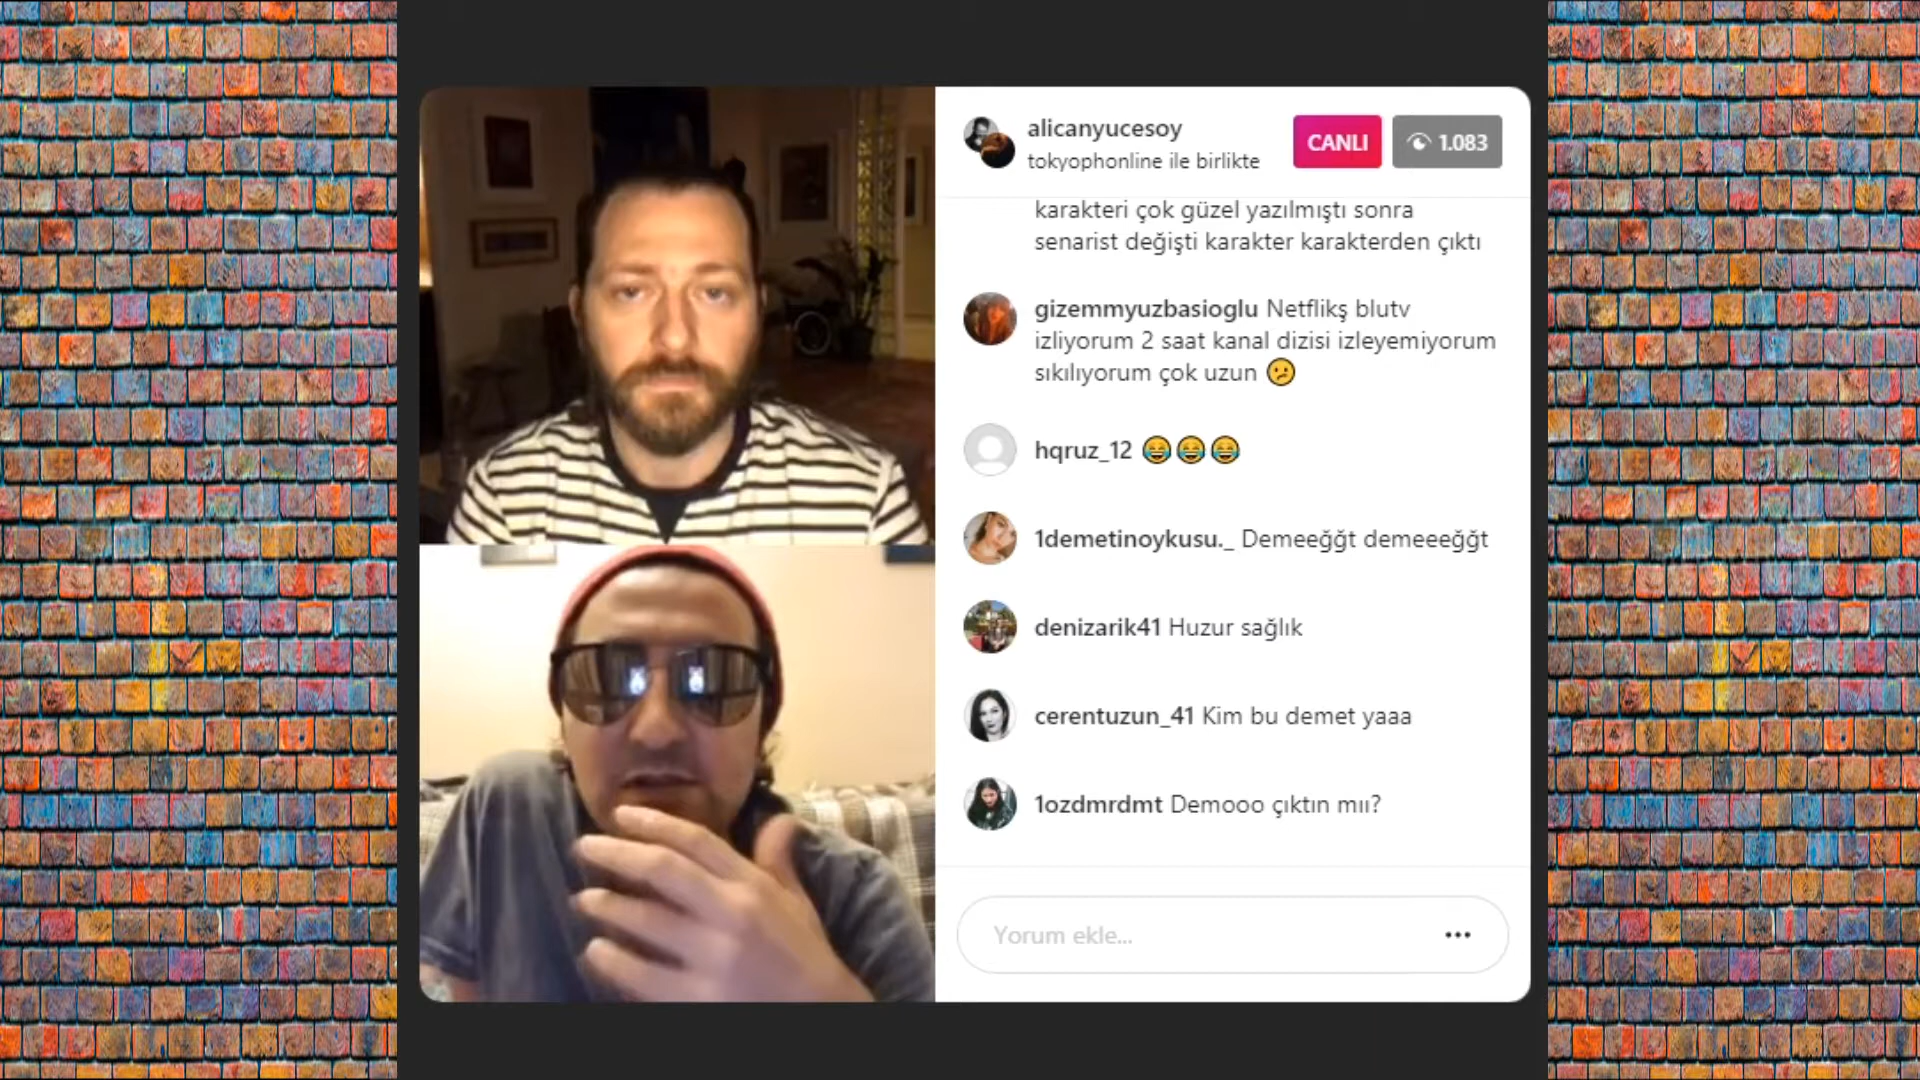 alicanyucesoy
tokyophonline ile birlikte
CANLI
1.083
karakteri çok güzel yazılmıştı sonra
senarist değişti karakter karakterden çıktı
gizemmyuzbasioglu Netflikş blutv
izliyorum 2 saat kanal dizisi izleyemiyorum
sıkılıyorum çok uzun 😕
hqruz_12 😂😂😂
1demetinoykusu._ Demeeğğt demeeeğğt
denizarik41 Huzur sağlık
cerentuzun_41 Kim bu demet yaaa
1ozdmrdmt Demooo çıktın mıı?
Yorum ekle...